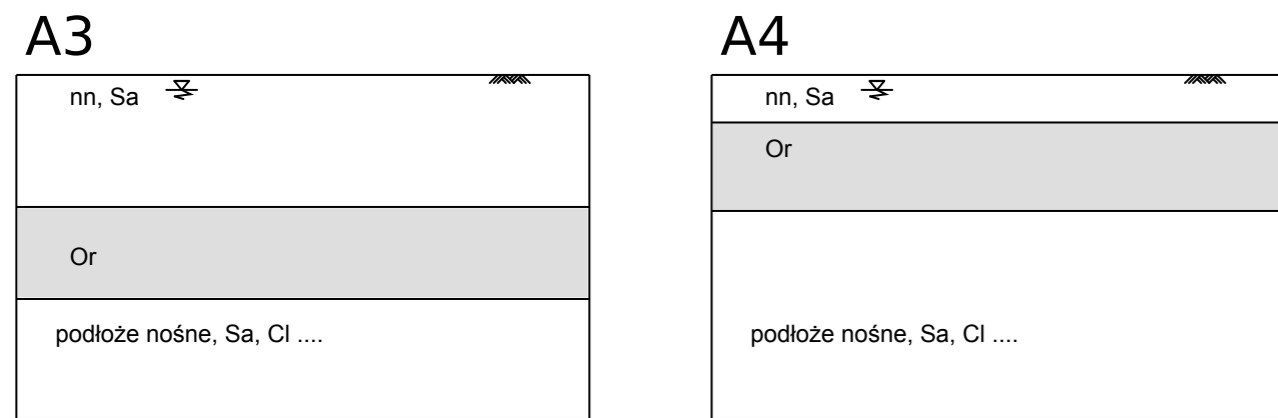 A3
nn, Sa
Or
podłoże nośne, Sa, Cl ....
A4
nn, Sa
Or
podłoże nośne, Sa, Cl ....